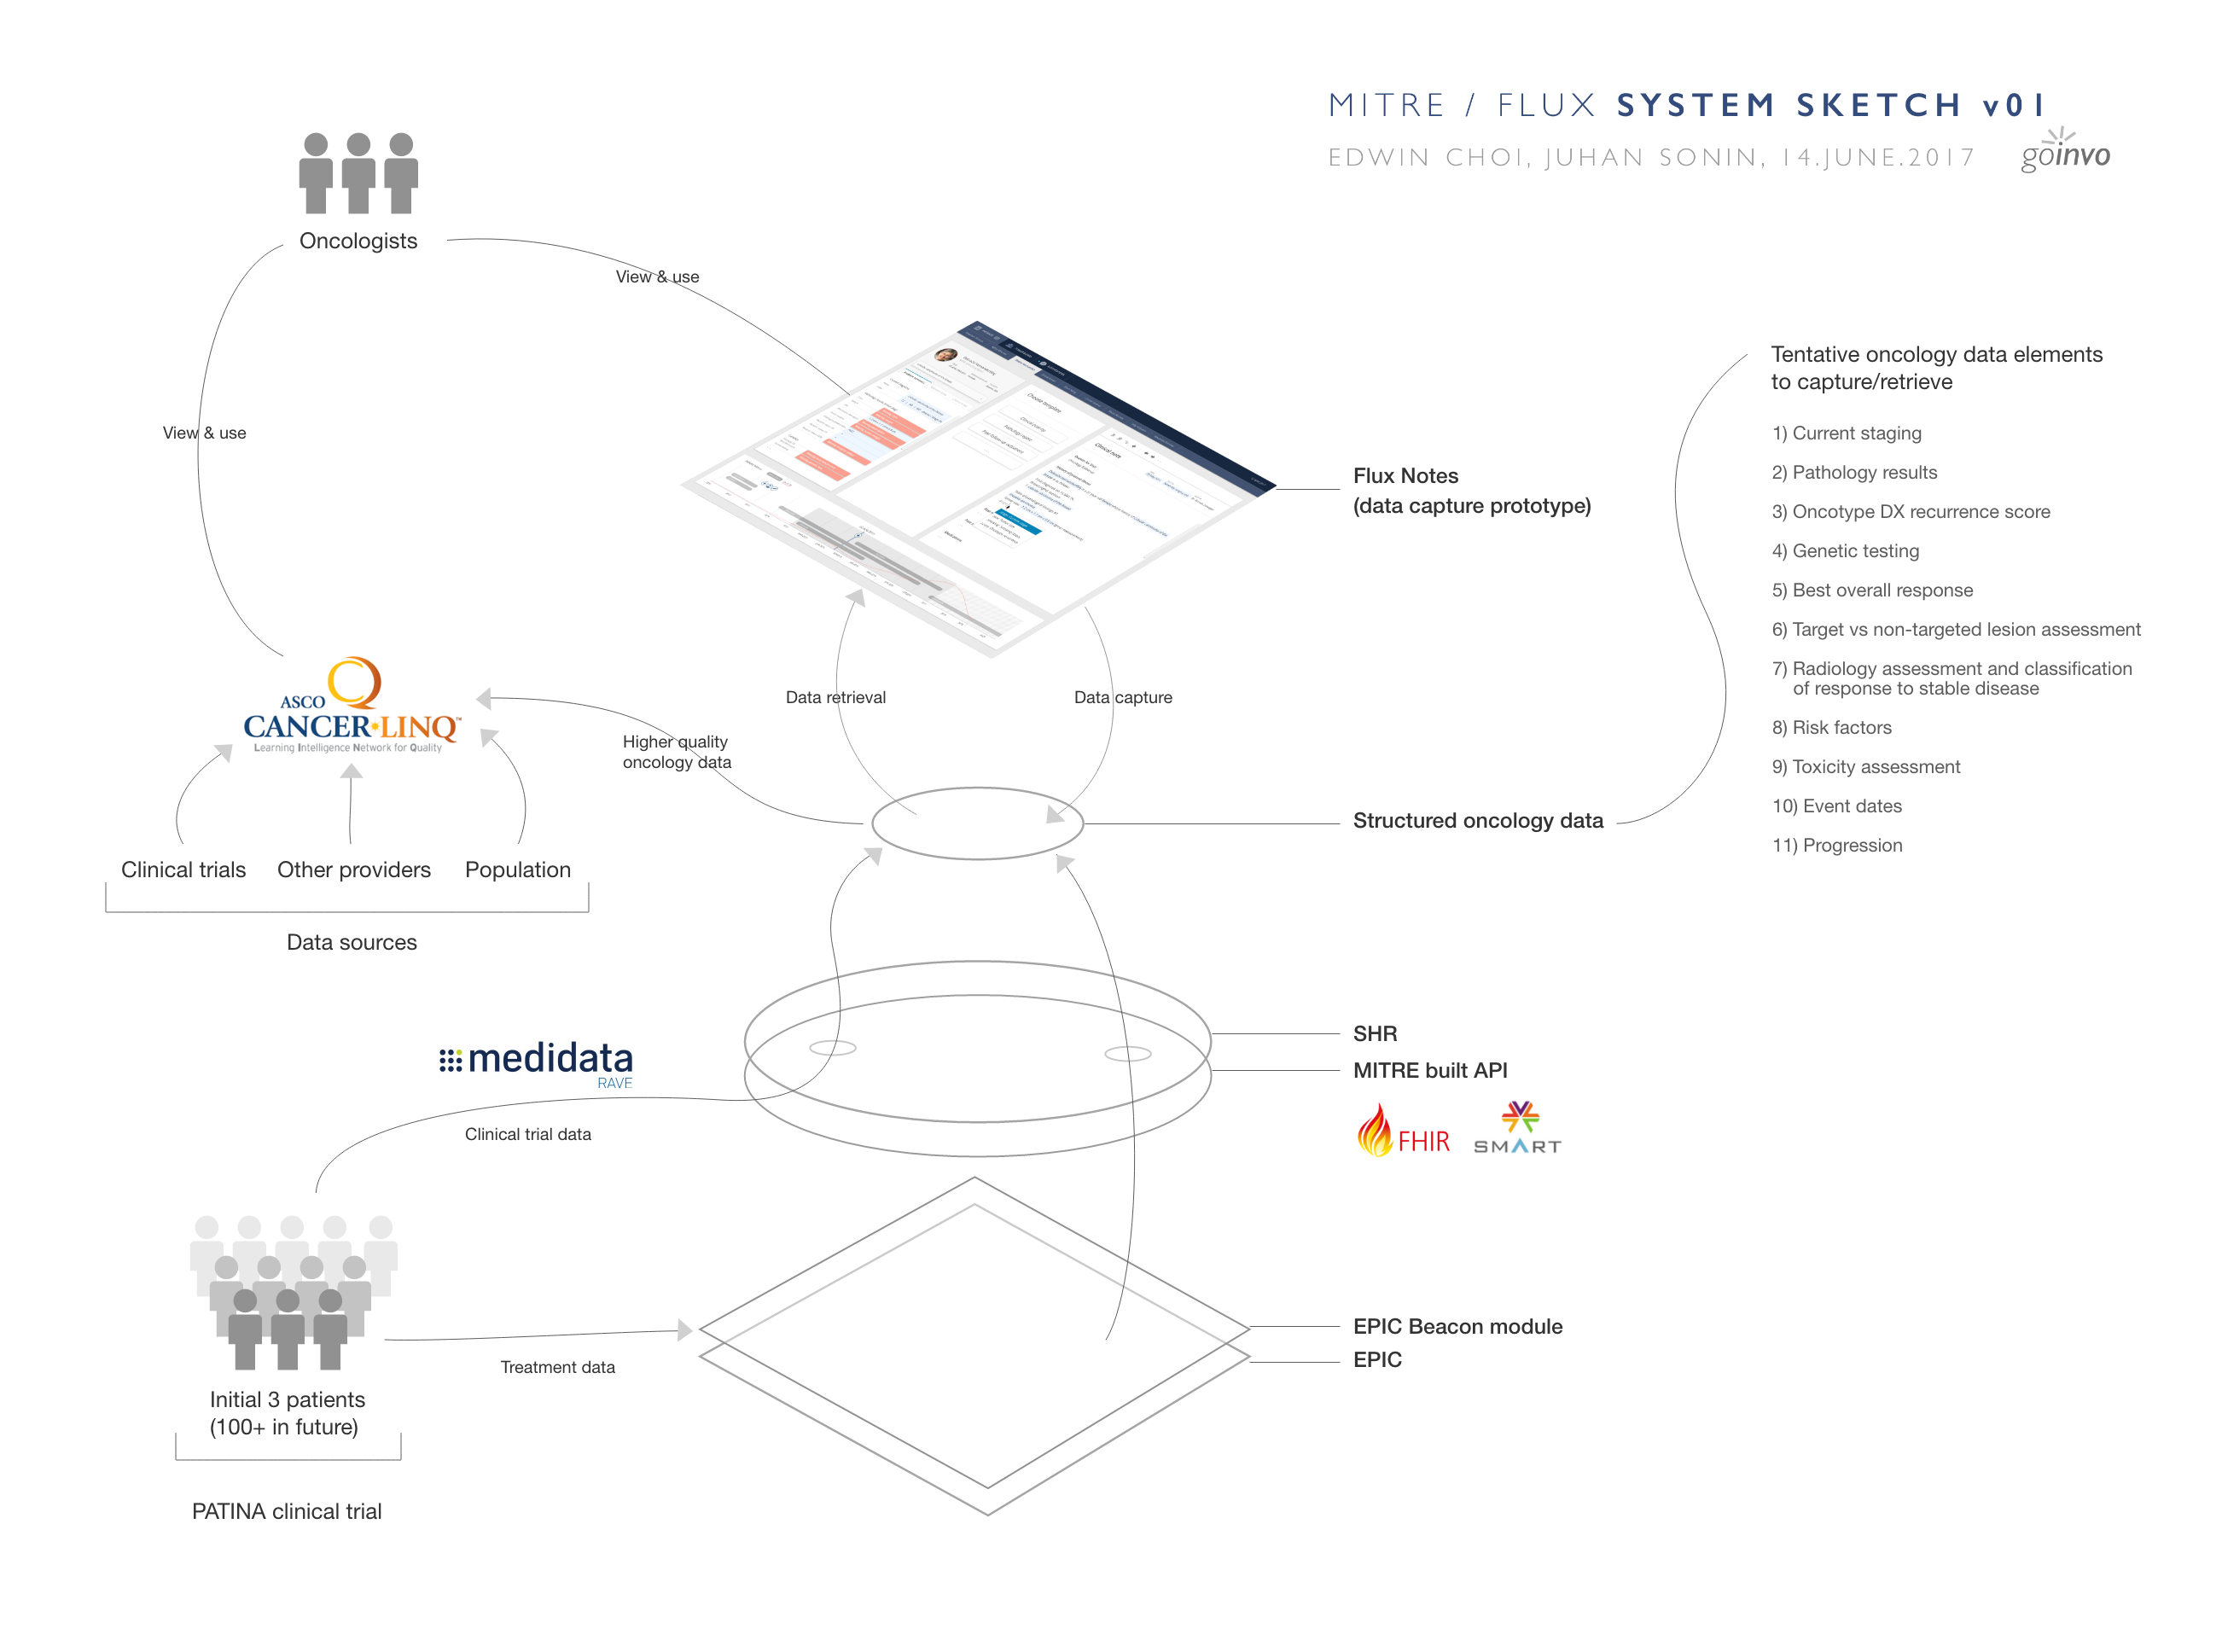 MITRE / FLUX SYSTEM SKETCH v01
EDWIN CHOI, JUHAN SONIN, 14.JUNE.2017
goinvo
Oncologists
View & use
View & use
Choose template
Clinical note
Flux Notes
(data capture prototype)
Tentative oncology data elements
to capture/retrieve
1) Current staging
2) Pathology results
3) Oncotype DX recurrence score
4) Genetic testing
5) Best overall response
6) Target vs non-targeted lesion assessment
7) Radiology assessment and classification
of response to stable disease
8) Risk factors
9) Toxicity assessment
10) Event dates
11) Progression
ASCO
CANCER LINQ™
Learning Intelligence Network for Quality
Data retrieval
Data capture
Higher quality
oncology data
Structured oncology data
Clinical trials
Other providers
Population
Data sources
medidata
RAVE
Clinical trial data
SHR
MITRE built API
FHIR
SMART
Treatment data
EPIC Beacon module
EPIC
Initial 3 patients
(100+ in future)
PATINA clinical trial